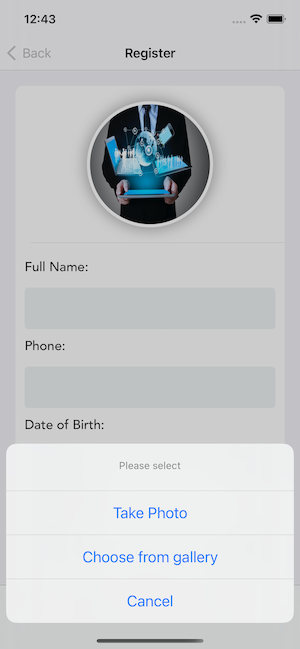 12:43
Back
Register
Full Name:
Phone:
Date of Birth:
Please select
Take Photo
Choose from gallery
Cancel